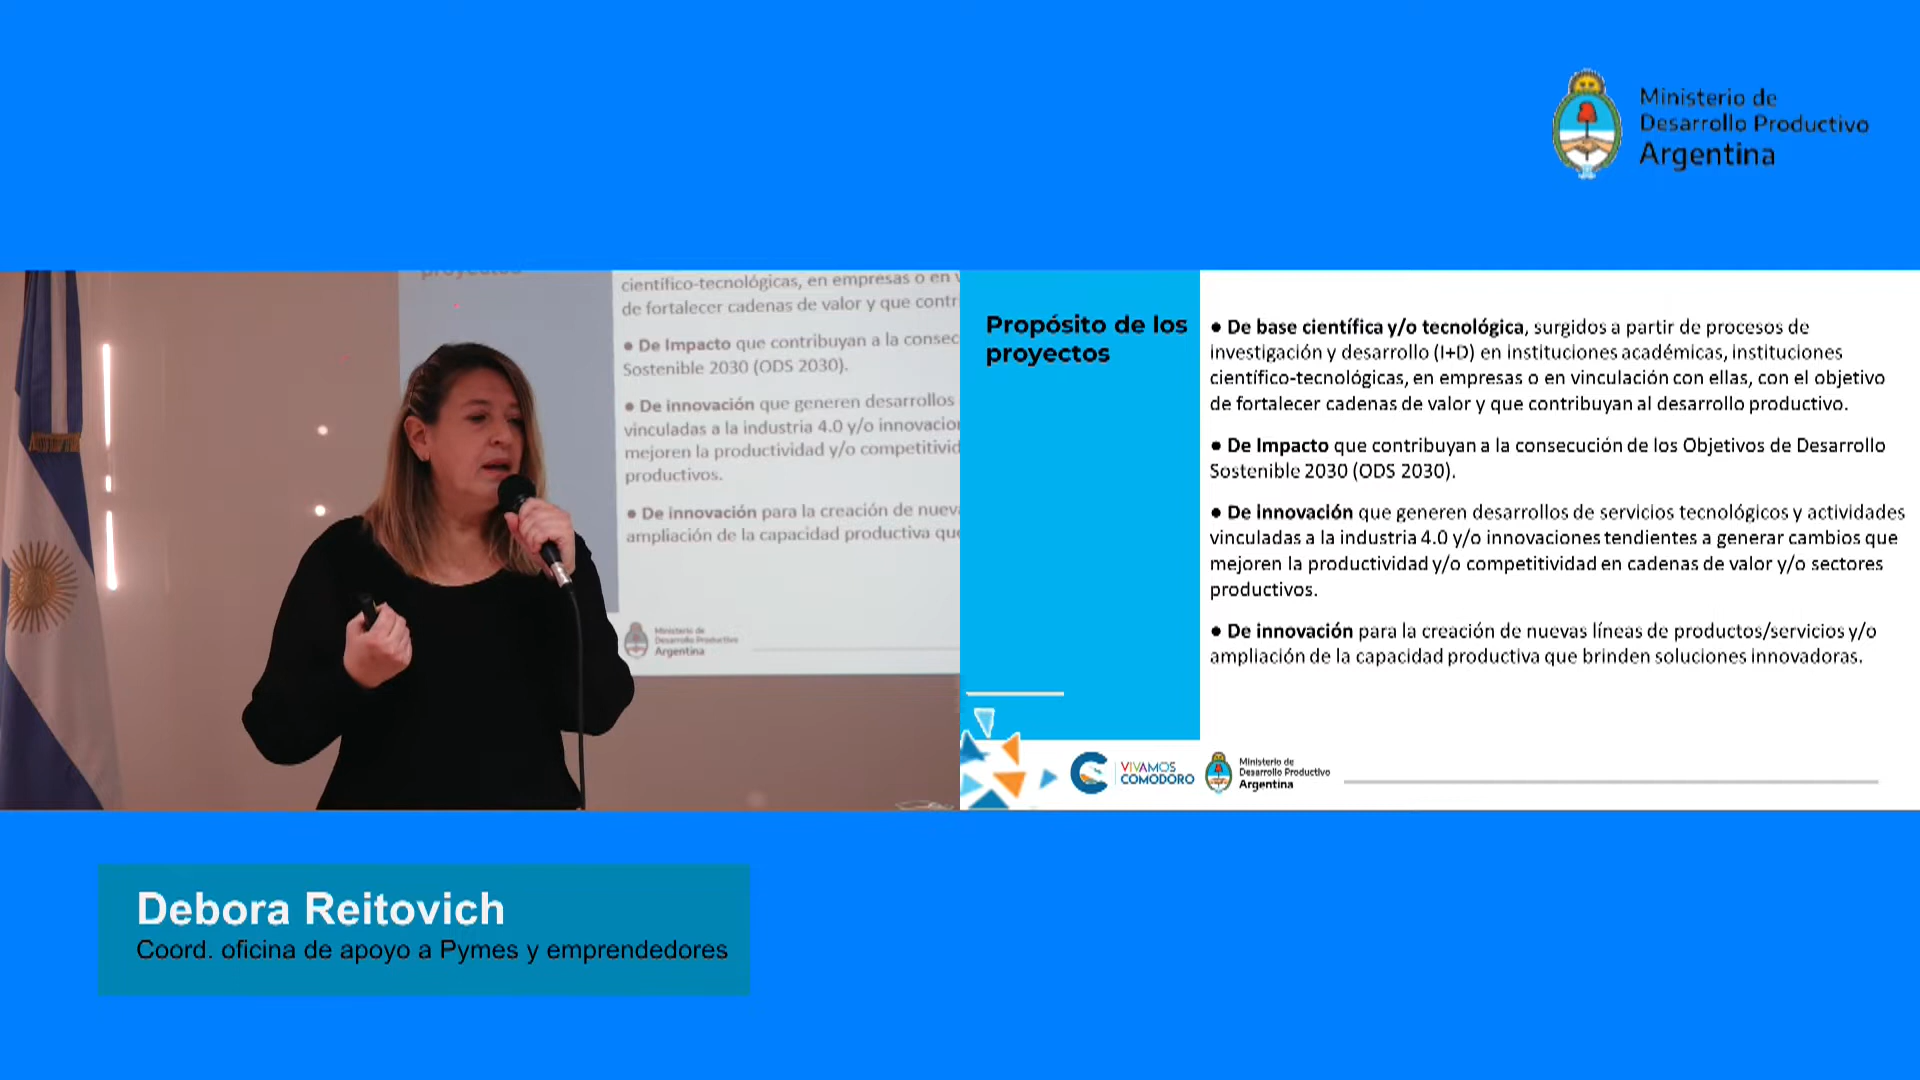 Ministerio de
Desarrollo Productivo
Argentina
científico-tecnológicas, en empresas o en
de fortalecer cadenas de valor y que contr
● De Impacto que contribuyan a la consec
Sostenible 2030 (ODS 2030).
● De innovación que generen desarrollos
vinculadas a la industria 4.0 y/o innovacio
mejoren la productividad y/o competitivid
productivos.
● De innovación para la creación de nueva
ampliación de la capacidad productiva que
Ministerio de
Desarrollo Productivo
Argentina
Propósito de los
proyectos
● De base científica y/o tecnológica, surgidos a partir de procesos de
investigación y desarrollo (I+D) en instituciones académicas, instituciones
científico-tecnológicas, en empresas o en vinculación con ellas, con el objetivo
de fortalecer cadenas de valor y que contribuyan al desarrollo productivo.
● De Impacto que contribuyan a la consecución de los Objetivos de Desarrollo
Sostenible 2030 (ODS 2030).
● De innovación que generen desarrollos de servicios tecnológicos y actividades
vinculadas a la industria 4.0 y/o innovaciones tendientes a generar cambios que
mejoren la productividad y/o competitividad en cadenas de valor y/o sectores
productivos.
● De innovación para la creación de nuevas líneas de productos/servicios y/o
ampliación de la capacidad productiva que brinden soluciones innovadoras.
VIVAMOS
COMODORO
Ministerio de
Desarrollo Productivo
Argentina
Debora Reitovich
Coord. oficina de apoyo a Pymes y emprendedores